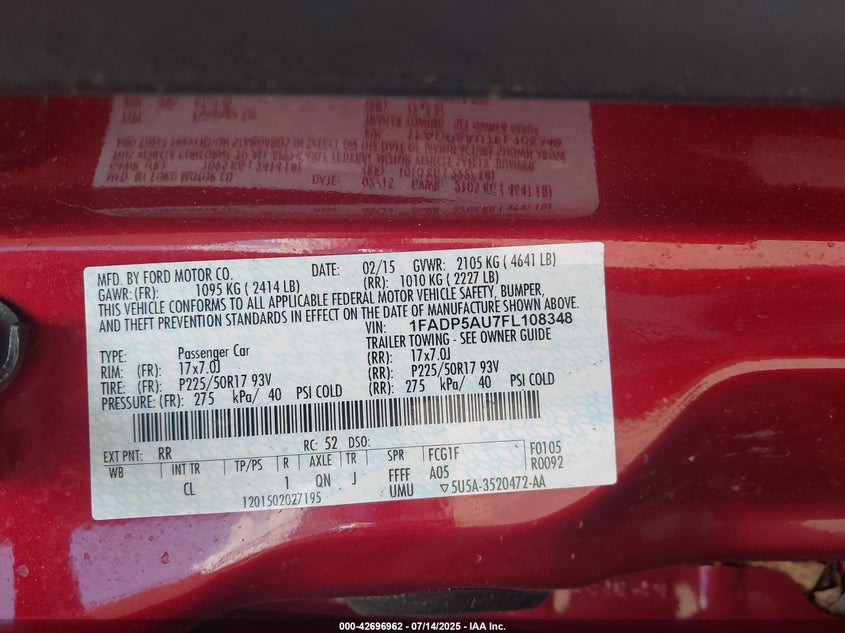 MFD. BY FORD MOTOR CO. DATE: 02/15 GVWR: 2105 KG ( 4641 LB)
GAWR: (FR): 1095 KG ( 2414 LB) (RR): 1010 KG ( 2227 LB)
THIS VEHICLE CONFORMS TO ALL APPLICABLE FEDERAL MOTOR VEHICLE SAFETY, BUMPER,
AND THEFT PREVENTION STANDARDS IN EFFECT ON THE DATE OF MANUFACTURE SHOWN ABOVE.
VIN: 1FADP5AU7FL108348
TYPE: Passenger Car TRAILER TOWING - SEE OWNER GUIDE
RIM: (FR): 17x7.0J (RR): 17x7.0J
TIRE: (FR): P225/50R17 93V (RR): P225/50R17 93V
PRESSURE: (FR): 275 kPa/ 40 PSI COLD (RR): 275 kPa/ 40 PSI COLD
EXT PNT: RR RC: 52 DSO: FCG1F F0105
WB INT TR TP/PS R AXLE TR SPR A05 R0092
CL 1 QN J FFFF
1201502027195 UMU 5U5A-3520472-AA
000-42696962 - 07/14/2025 - IAA Inc.